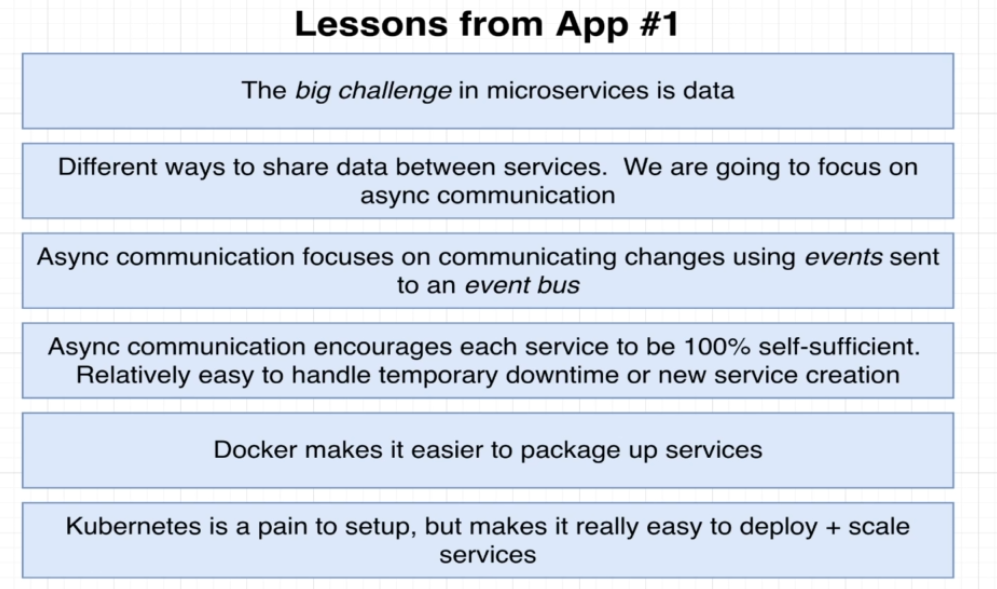 Lessons from App #1
The big challenge in microservices is data
Different ways to share data between services.  We are going to focus on
async communication
Async communication focuses on communicating changes using events sent
to an event bus
Async communication encourages each service to be 100% self-sufficient.
Relatively easy to handle temporary downtime or new service creation
Docker makes it easier to package up services
Kubernetes is a pain to setup, but makes it really easy to deploy + scale
services